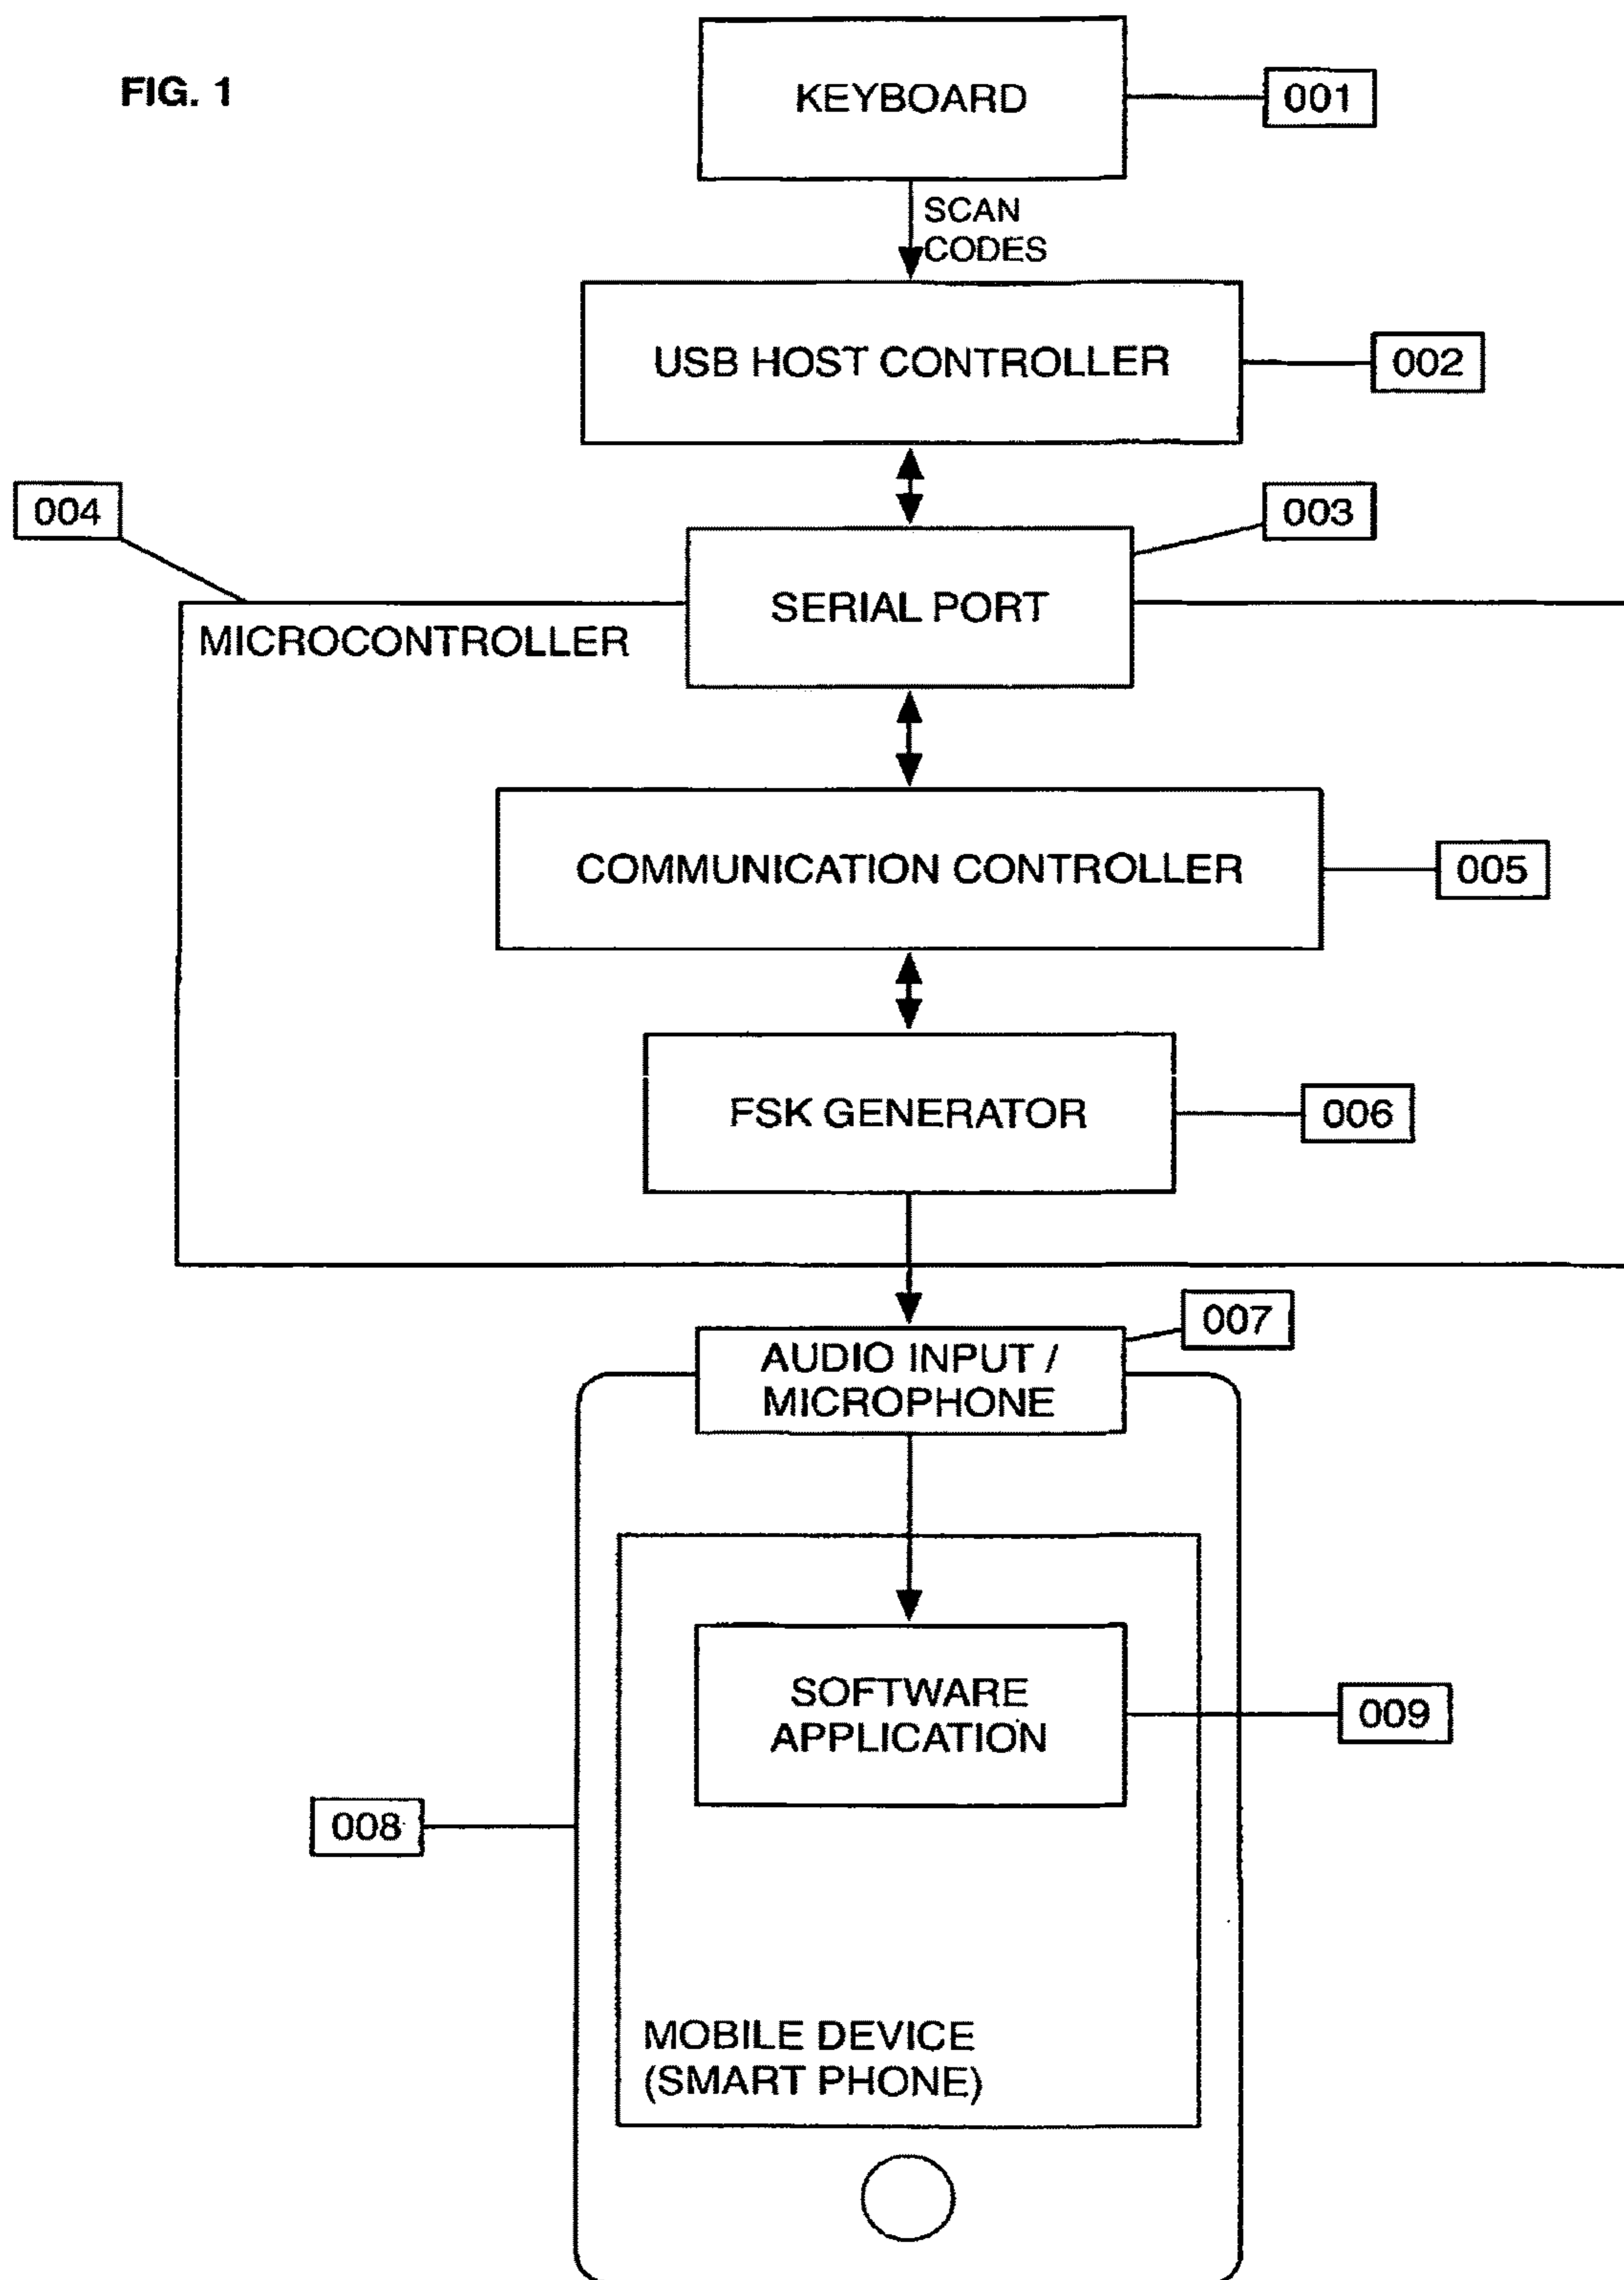 FIG. 1
KEYBOARD
001
SCAN
CODES
USB HOST CONTROLLER
002
004
003
SERIAL PORT
MICROCONTROLLER
COMMUNICATION CONTROLLER
005
FSK GENERATOR
006
007
AUDIO INPUT /
MICROPHONE
SOFTWARE
APPLICATION
009
008
MOBILE DEVICE
(SMART PHONE)